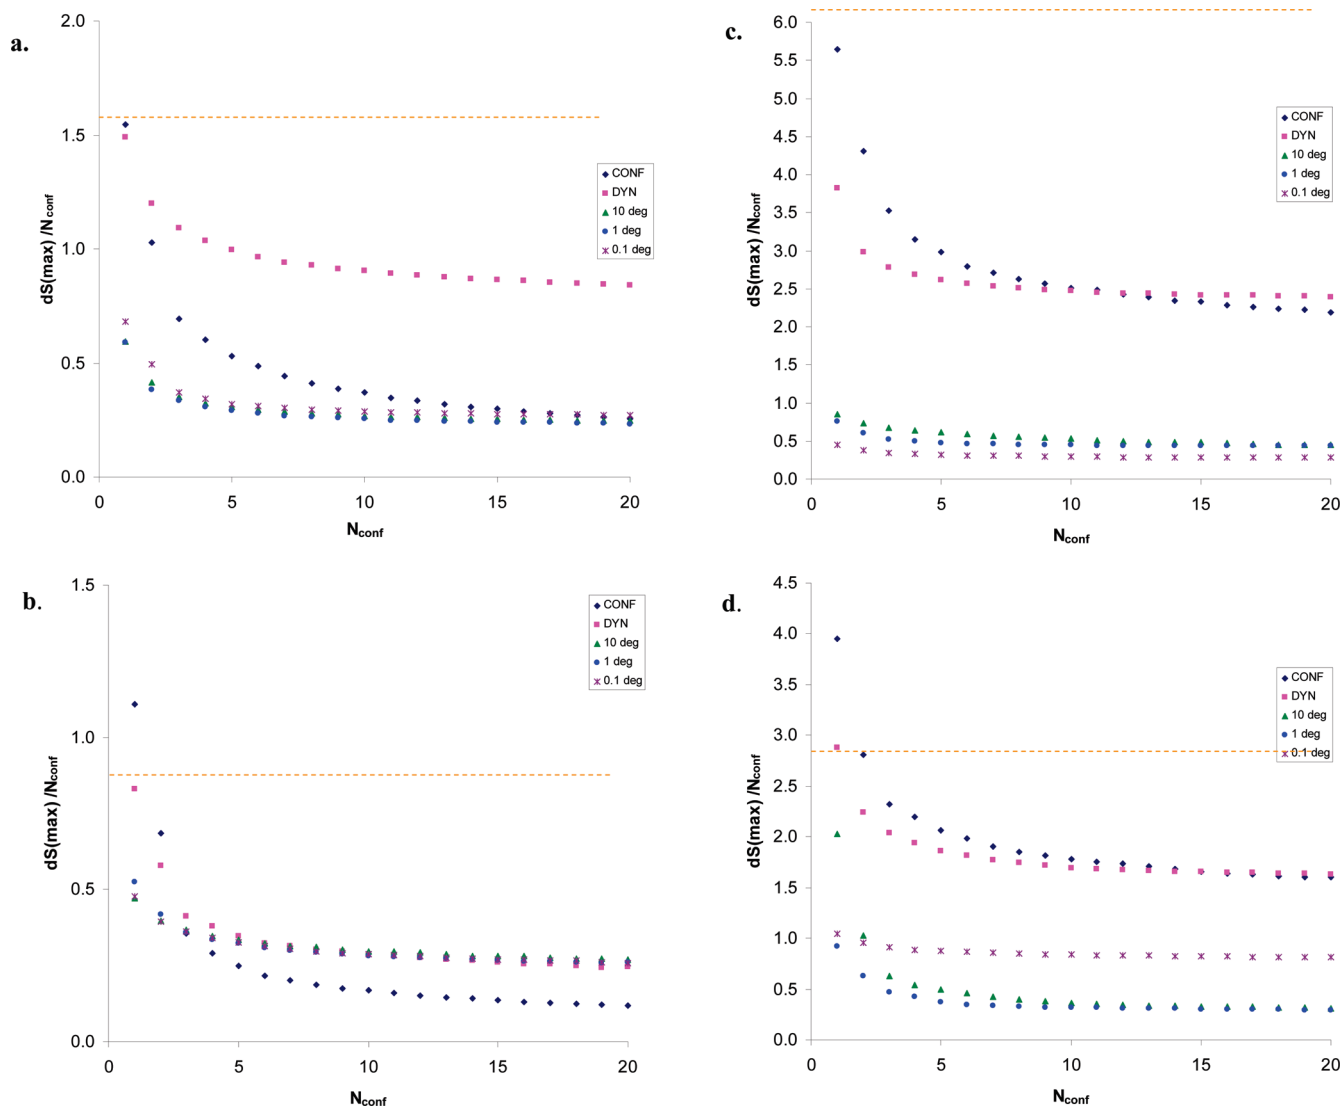 a.
2.0
1.5
1.0
0.5
0.0
dS(max) /Nconf
0 5 10 15 20
Nconf
CONF
DYN
10 deg
1 deg
0.1 deg
c.
6.0
5.5
5.0
4.5
4.0
3.5
3.0
2.5
2.0
1.0
0.5
0.0
dS(max) /Nconf
0 5 10 15 20
Nconf
CONF
DYN
10 deg
1 deg
0.1 deg
b.
1.5
1.0
0.5
0.0
dS(max) /Nconf
0 5 10 15 20
Nconf
CONF
DYN
10 deg
1 deg
0.1 deg
d.
4.5
4.0
3.5
3.0
2.5
2.0
1.5
1.0
0.5
0.0
dS(max) /Nconf
0 5 10 15 20
Nconf
CONF
DYN
10 deg
1 deg
0.1 deg